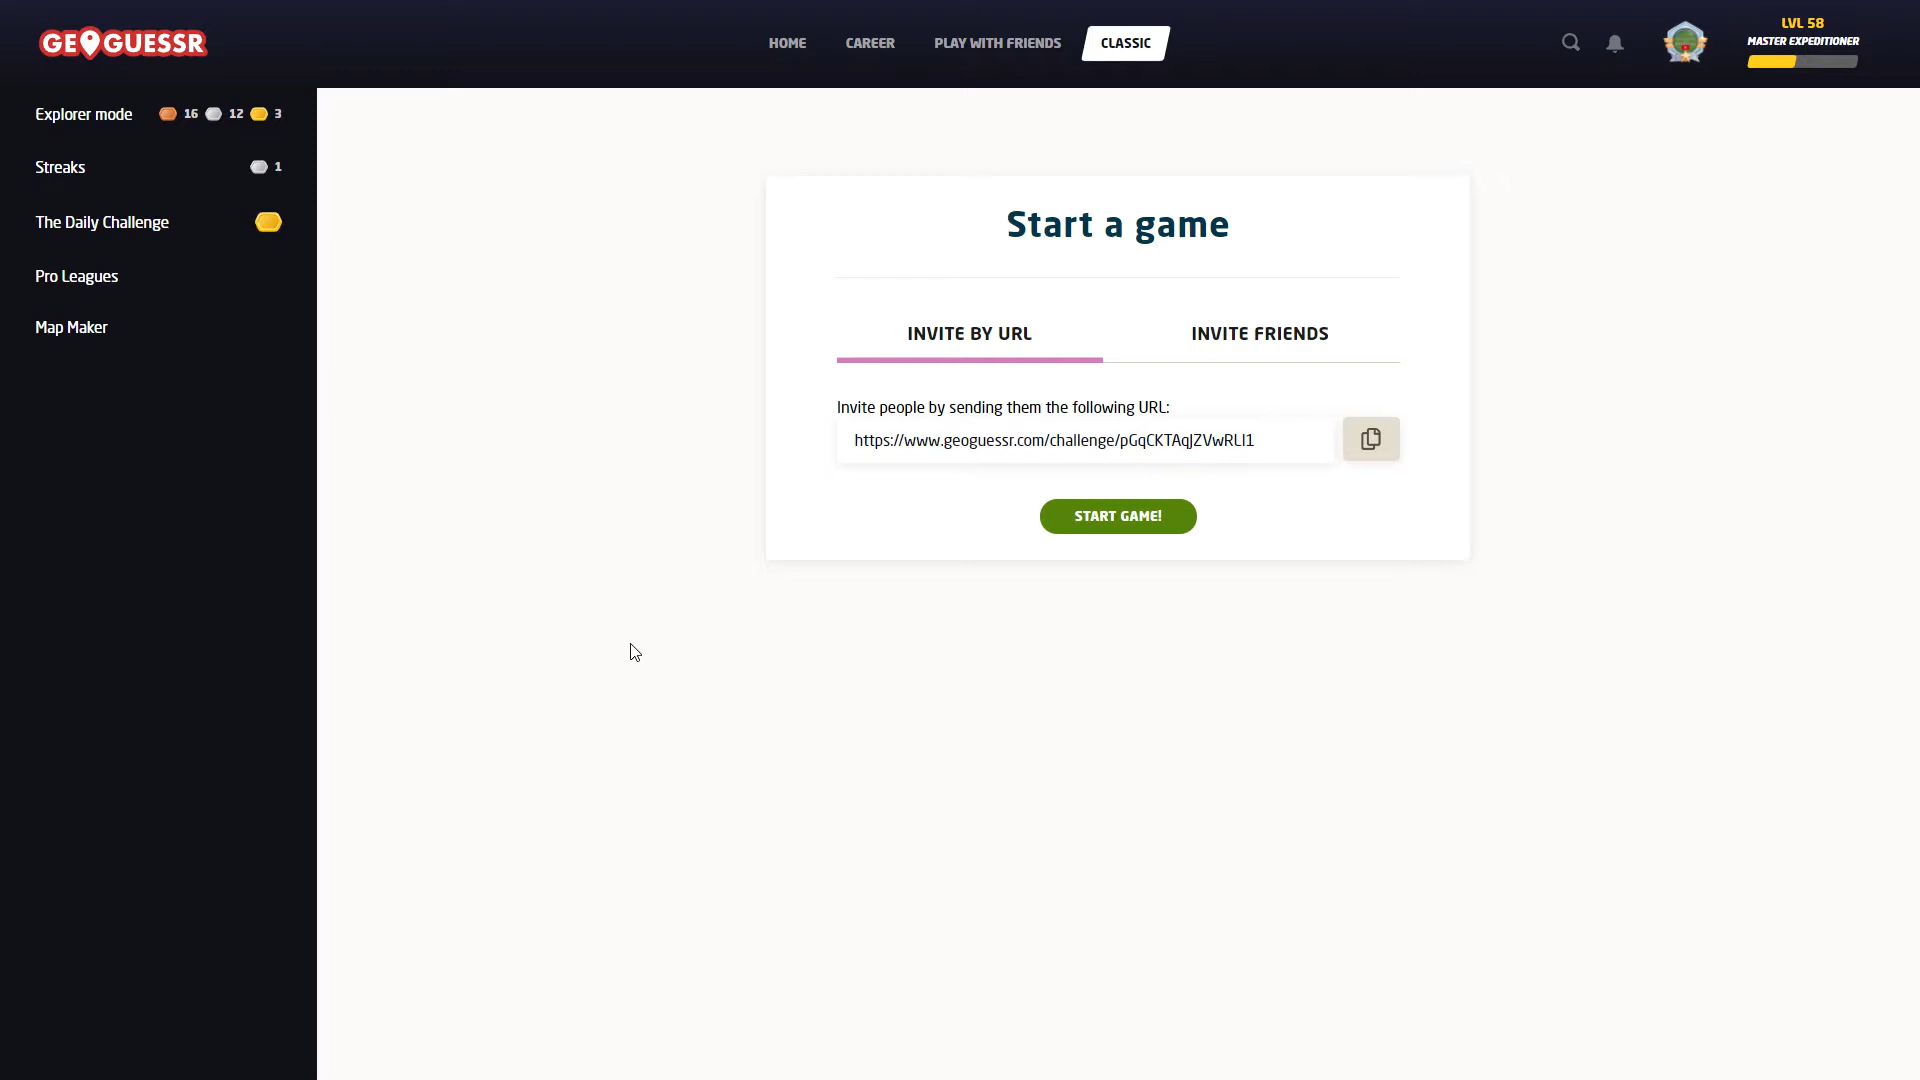 GEOGUESSR
HOME CAREER PLAY WITH FRIENDS CLASSIC
LVL 58
MASTER EXPEDITIONER
Explorer mode 16 12 3
Streaks 1
The Daily Challenge
Pro Leagues
Map Maker
Start a game
INVITE BY URL INVITE FRIENDS
Invite people by sending them the following URL:
https://www.geoguessr.com/challenge/pGqCKTAqJZVwRLI1
START GAME!